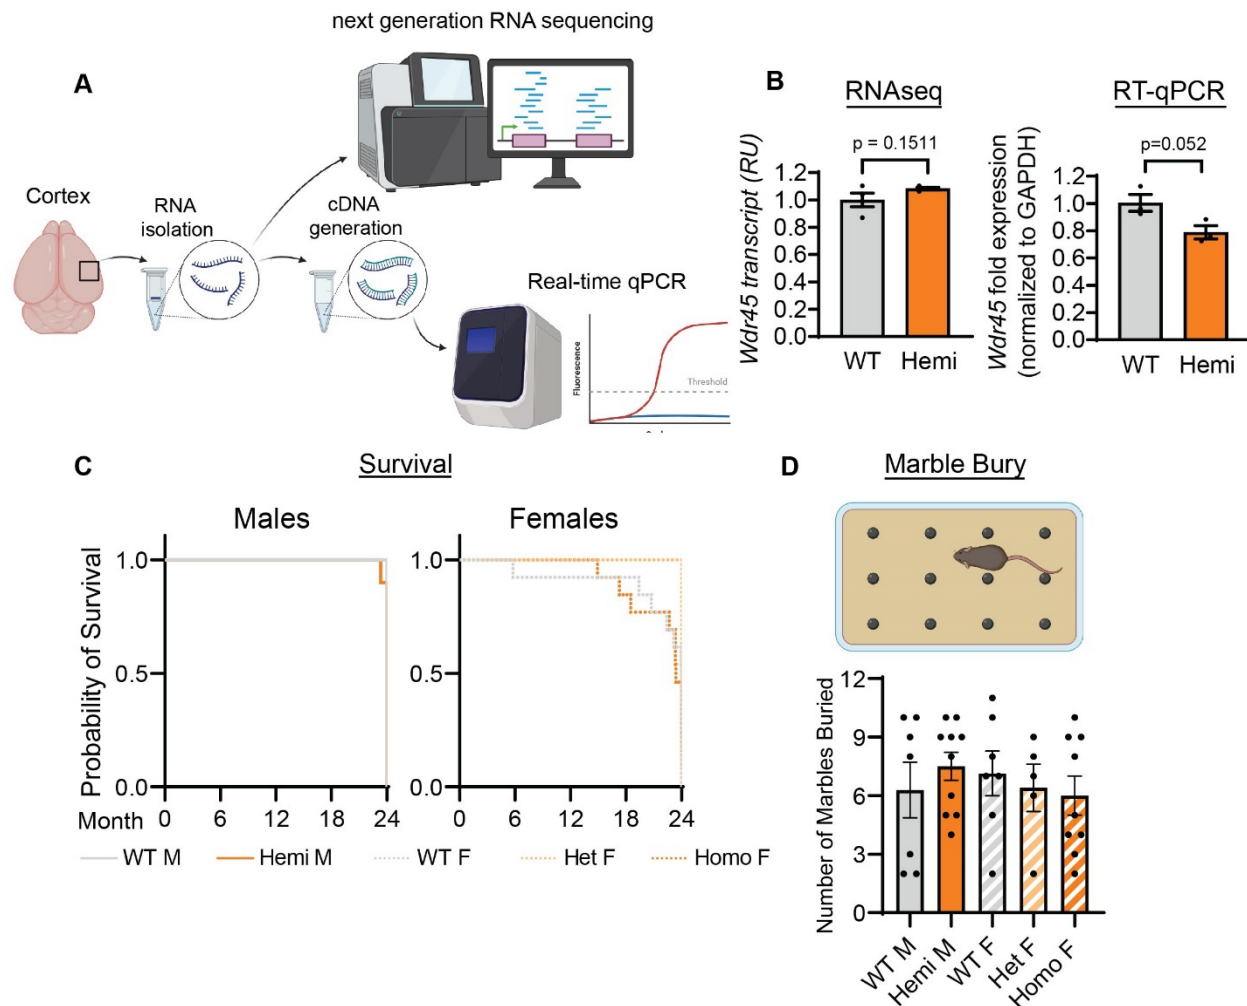 next generation RNA sequencing
A
Cortex
RNA
isolation
cDNA
generation
Real-time qPCR
Fluorescence
Threshold
B
RNAseq
p = 0.1511
Wdr45 transcript (RU)
1.2
1.0
0.8
0.6
0.4
0.2
0.0
WT
Hemi
RT-qPCR
p=0.052
Wdr45 fold expression
(normalized to GAPDH)
1.2
1.0
0.8
0.6
0.4
0.2
0.0
WT
Hemi
C
Survival
Males
Females
Probability of Survival
1.0
0.5
0.0
1.0
0.5
0.0
Month
0 6 12 18 24
0 6 12 18 24
WT M
Hemi M
WT F
Het F
Homo F
D
Marble Bury
Number of Marbles Buried
12
9
6
3
0
WT M
Hemi M
WT F
Het F
Homo F